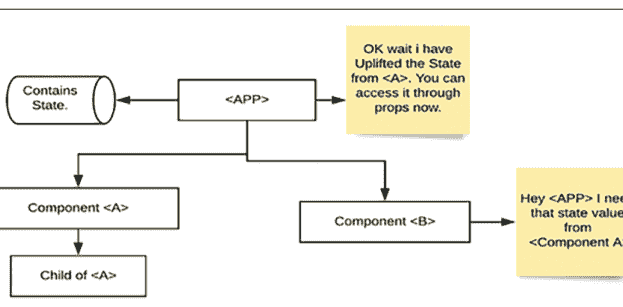 OK wait i have
Uplifted the State
from <A>. You can
access it through
props now.
Contains
State.
<APP>
Hey <APP> I nee
that state value
from
<Component A
Component <A>
Component <B>
Child of <A>